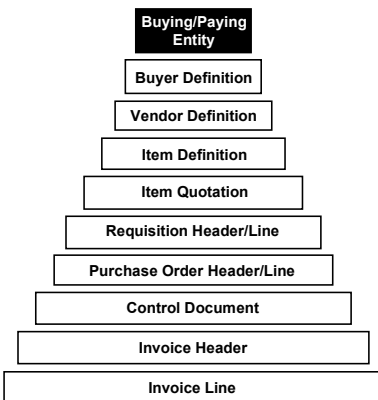 Buying/Paying
Entity
Buyer Definition
Vendor Definition
Item Definition
Item Quotation
Requisition Header/Line
Purchase Order Header/Line
Control Document
Invoice Header
Invoice Line